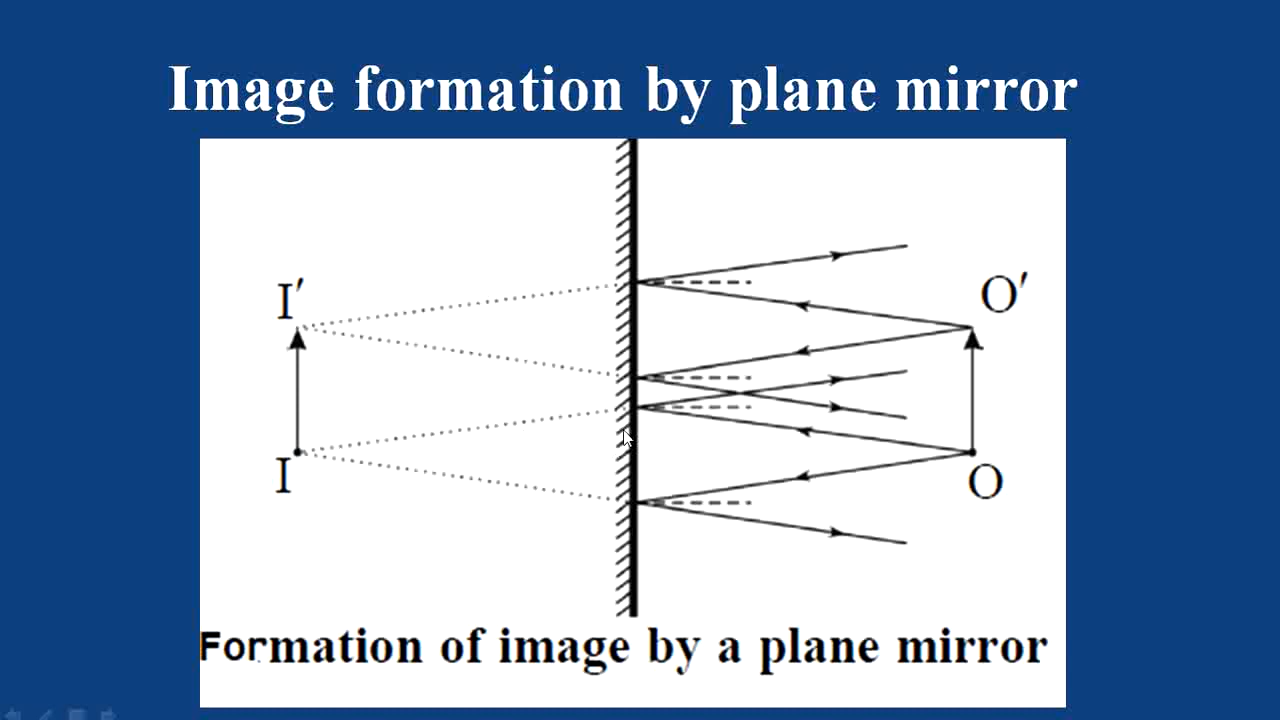 Image formation by plane mirror
I′
O′
I
O
Formation of image by a plane mirror